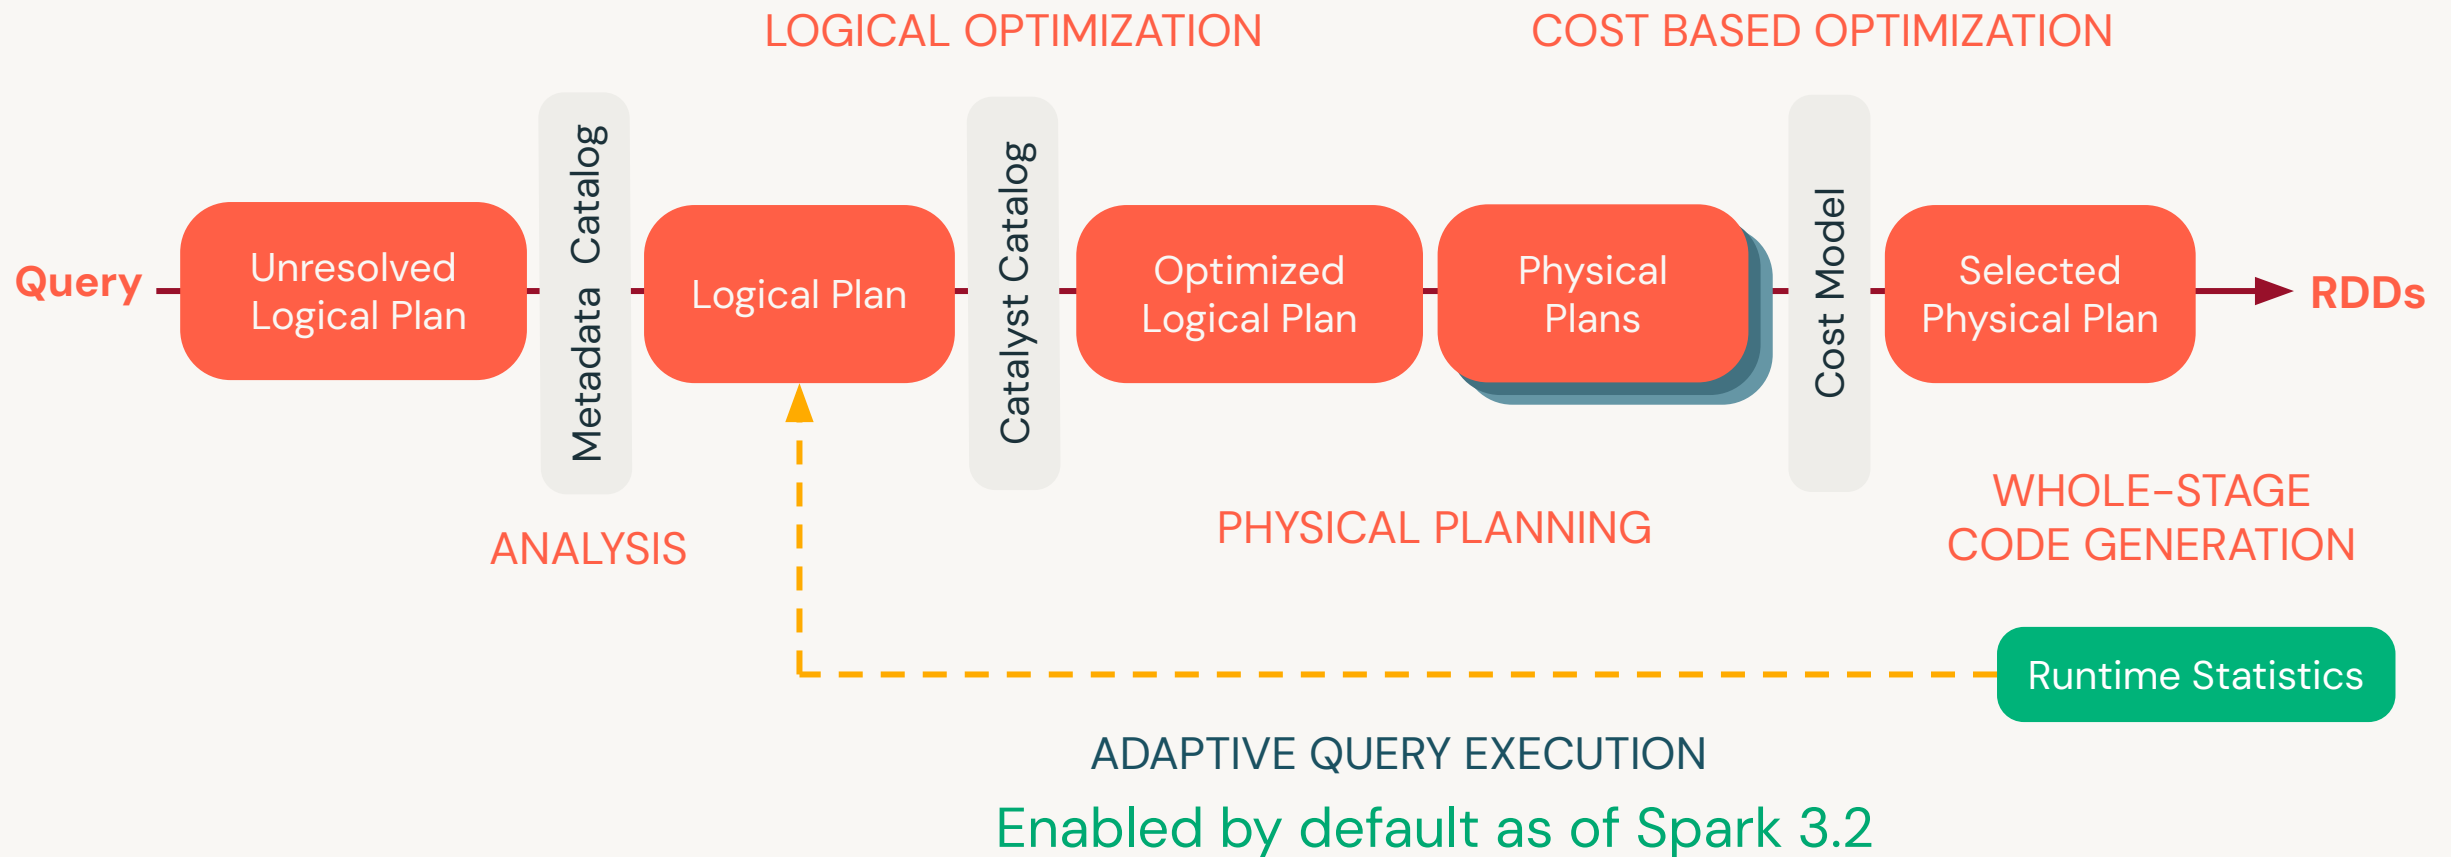 LOGICAL OPTIMIZATION
COST BASED OPTIMIZATION
Query
Unresolved
Logical Plan
Metadata Catalog
Logical Plan
Catalyst Catalog
Optimized
Logical Plan
Physical
Plans
Cost Model
Selected
Physical Plan
RDDs
ANALYSIS
PHYSICAL PLANNING
WHOLE-STAGE
CODE GENERATION
Runtime Statistics
ADAPTIVE QUERY EXECUTION
Enabled by default as of Spark 3.2